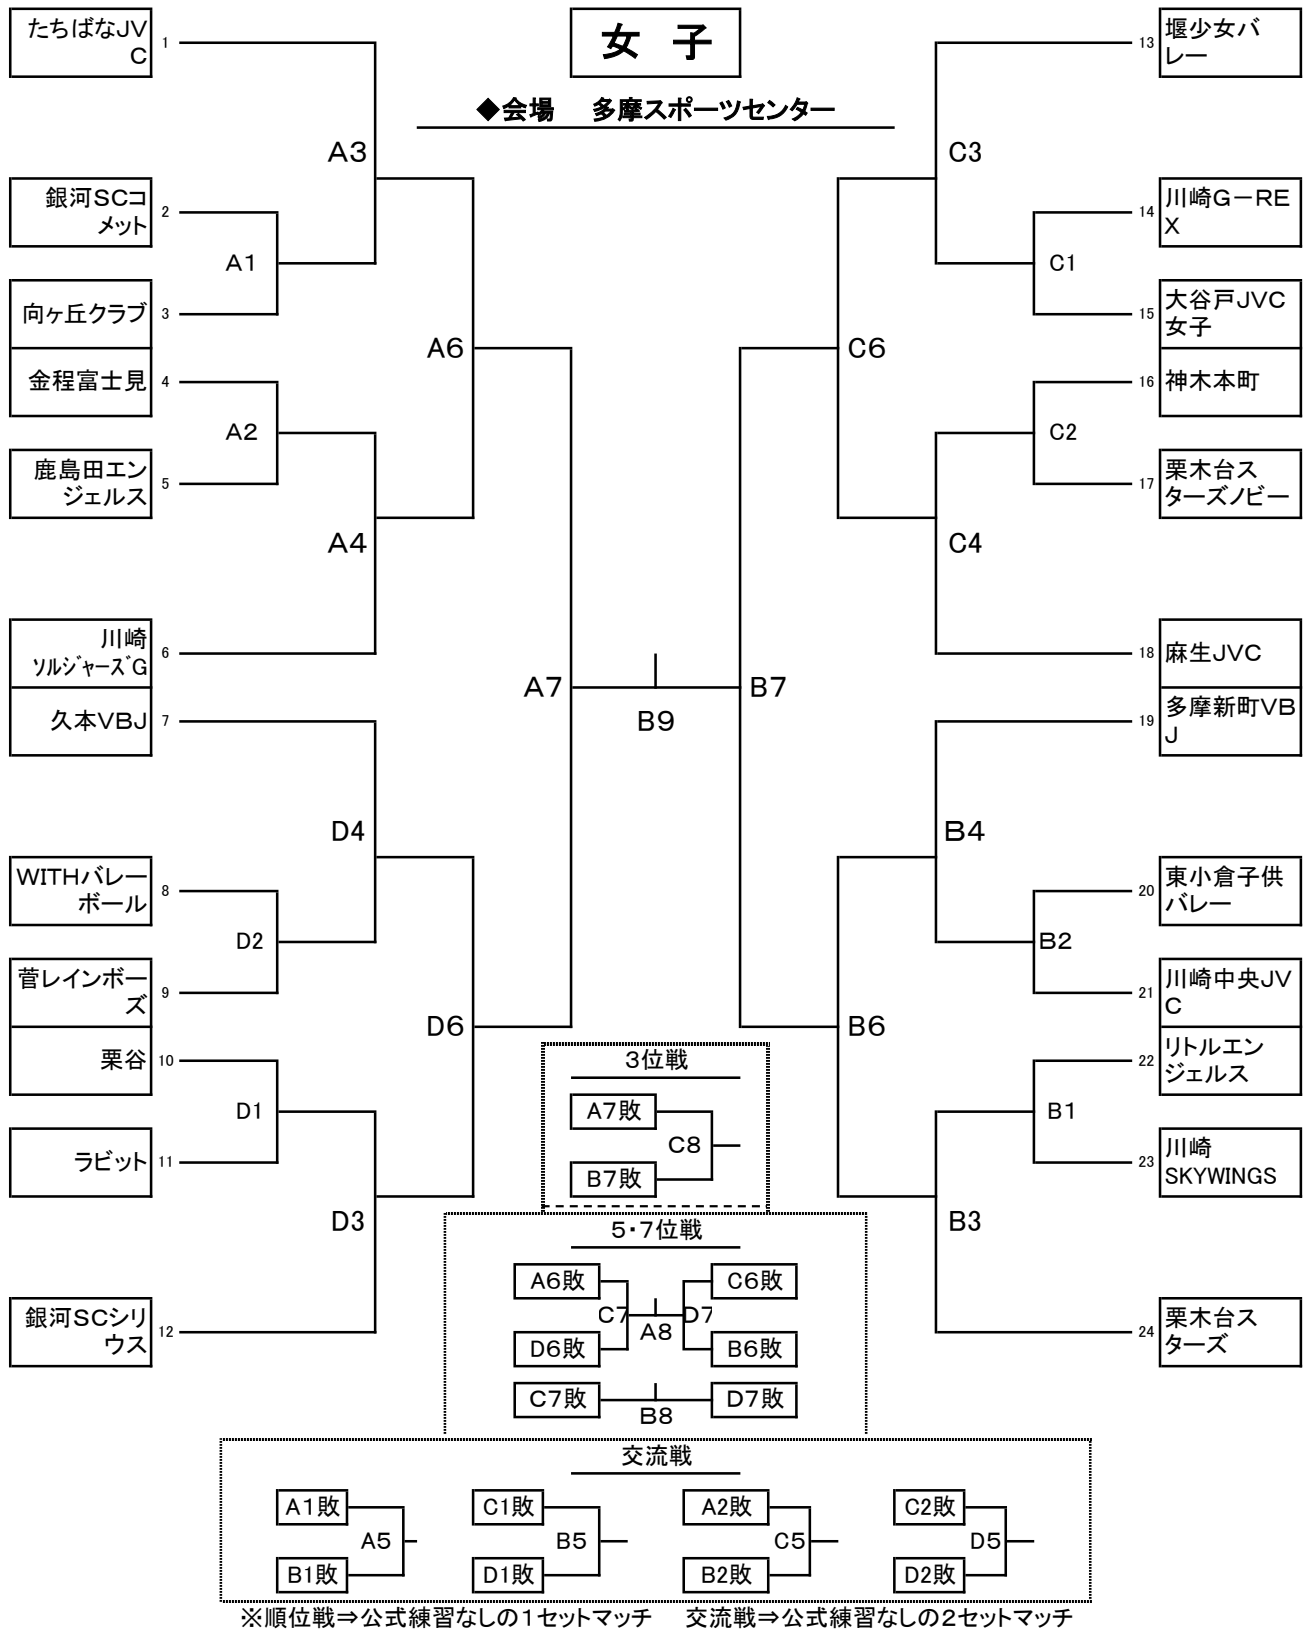 女　子
◆会場　多摩スポーツセンター
たちばなJV
C
1
銀河SCコ
メット
2
向ヶ丘クラブ
3
金程富士見
4
鹿島田エン
ジェルス
5
川崎
ｿﾙｼﾞｬｰｽﾞG
6
久本VBJ
7
WITHバレー
ボール
8
菅レインボー
ズ
9
栗谷
10
ラビット
11
銀河SCシリ
ウス
12
A3
A1
A6
A2
A4
A7
D4
D2
D6
D1
D3
B9
13
堰少女バ
レー
14
川崎G－RE
X
15
大谷戸JVC
女子
16
神木本町
17
栗木台ス
ターズノビー
18
麻生JVC
19
多摩新町VB
J
20
東小倉子供
バレー
21
川崎中央JV
C
22
リトルエン
ジェルス
23
川崎
SKYWINGS
24
栗木台ス
ターズ
C3
C1
C6
C2
C4
B7
B4
B2
B6
B1
B3
3位戦
A7敗
C8
B7敗
5・7位戦
A6敗
C6敗
C7
A8
D7
D6敗
B6敗
C7敗
B8
D7敗
交流戦
A1敗
A5
B1敗
C1敗
B5
D1敗
A2敗
C5
B2敗
C2敗
D5
D2敗
※順位戦⇒公式練習なしの1セットマッチ　交流戦⇒公式練習なしの2セットマッチ